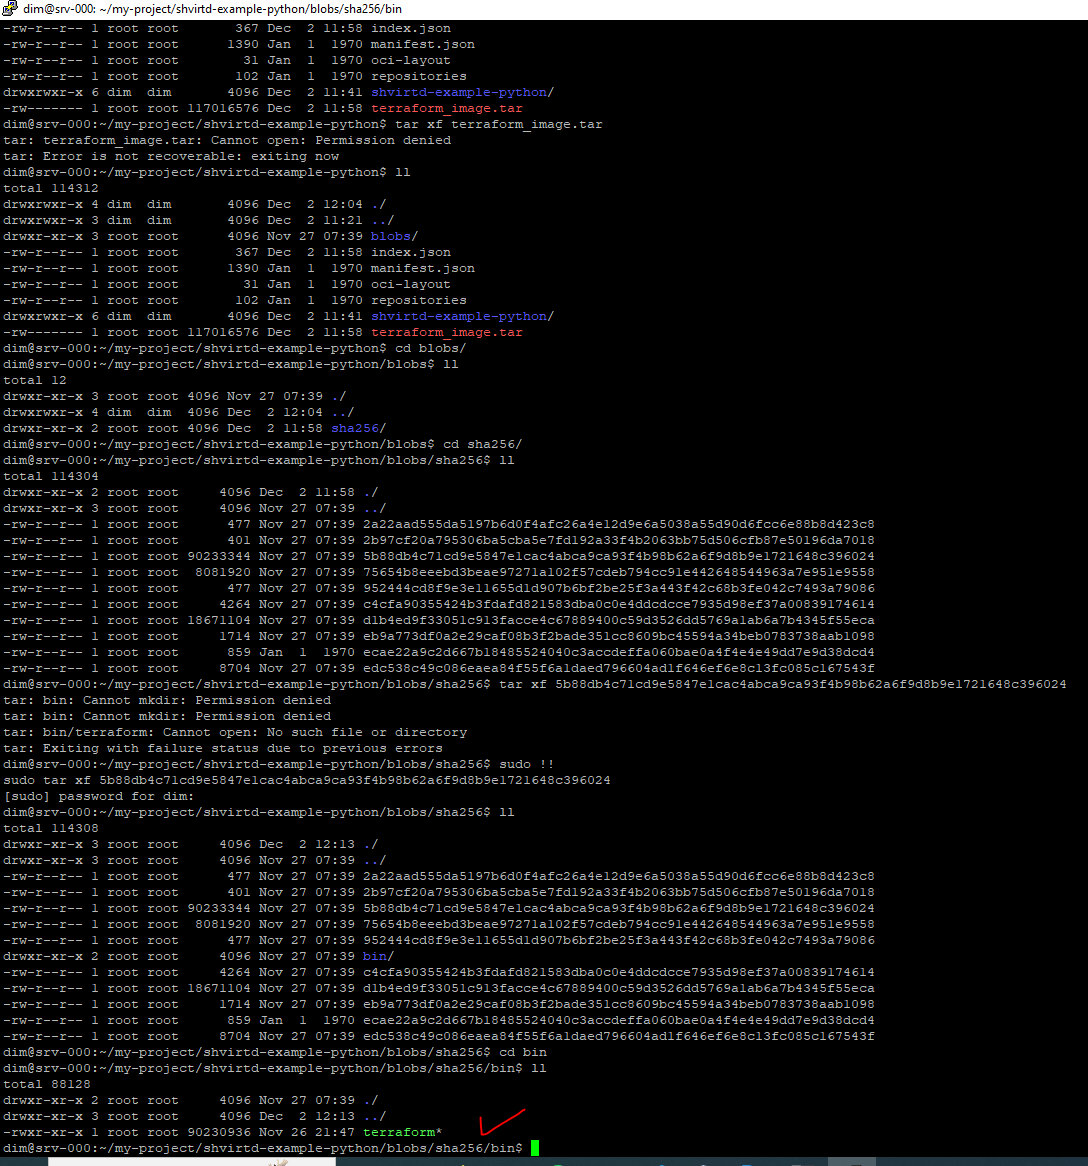 dim@srv-000: ~/my-project/shvirtd-example-python/blobs/sha256/bin
-rw-r--r-- 1 root root       367 Dec  2 11:58 index.json
-rw-r--r-- 1 root root      1390 Jan  1  1970 manifest.json
-rw-r--r-- 1 root root        31 Jan  1  1970 oci-layout
-rw-r--r-- 1 root root       102 Jan  1  1970 repositories
drwxrwxr-x 6 dim  dim       4096 Dec  2 11:41 shvirtd-example-python/
-rw------- 1 root root 117016576 Dec  2 11:58 terraform_image.tar
dim@srv-000:~/my-project/shvirtd-example-python$ tar xf terraform_image.tar
tar: terraform_image.tar: Cannot open: Permission denied
tar: Error is not recoverable: exiting now
dim@srv-000:~/my-project/shvirtd-example-python$ ll
total 114312
drwxrwxr-x 4 dim  dim       4096 Dec  2 12:04 ./
drwxrwxr-x 3 dim  dim       4096 Dec  2 11:21 ../
drwxr-xr-x 3 root root      4096 Nov 27 07:39 blobs/
-rw-r--r-- 1 root root       367 Dec  2 11:58 index.json
-rw-r--r-- 1 root root      1390 Jan  1  1970 manifest.json
-rw-r--r-- 1 root root        31 Jan  1  1970 oci-layout
-rw-r--r-- 1 root root       102 Jan  1  1970 repositories
drwxrwxr-x 6 dim  dim       4096 Dec  2 11:41 shvirtd-example-python/
-rw------- 1 root root 117016576 Dec  2 11:58 terraform_image.tar
dim@srv-000:~/my-project/shvirtd-example-python$ cd blobs/
dim@srv-000:~/my-project/shvirtd-example-python/blobs$ ll
total 12
drwxr-xr-x 3 root root 4096 Nov 27 07:39 ./
drwxrwxr-x 4 dim  dim  4096 Dec  2 12:04 ../
drwxr-xr-x 2 root root 4096 Dec  2 11:58 sha256/
dim@srv-000:~/my-project/shvirtd-example-python/blobs$ cd sha256/
dim@srv-000:~/my-project/shvirtd-example-python/blobs/sha256$ ll
total 114304
drwxr-xr-x 2 root root     4096 Dec  2 11:58 ./
drwxr-xr-x 3 root root     4096 Nov 27 07:39 ../
-rw-r--r-- 1 root root      477 Nov 27 07:39 2a22aad555da5197b6d0f4afc26a4e12d9e6a5038a55d90d6fcc6e88b8d423c8
-rw-r--r-- 1 root root      401 Nov 27 07:39 2b97cf20a795306ba5cba5e7fd192a33f4b2063bb75d506cfb87e50196da7018
-rw-r--r-- 1 root root 90233344 Nov 27 07:39 5b88db4c71cd9e5847e1cac4abca9ca93f4b98b62a6f9d8b9e1721648c396024
-rw-r--r-- 1 root root  8081920 Nov 27 07:39 75654b8eeebd3beae97271a102f57cdeb794cc91e442648544963a7e951e9558
-rw-r--r-- 1 root root      477 Nov 27 07:39 952444cd8f9e3e11655d1d907b6bf2be25f3a443f42c68b3fe042c7493a79086
-rw-r--r-- 1 root root     4264 Nov 27 07:39 c4cfa90355424b3fdafd821583dba0c0e4ddcdcce7935d98ef37a00839174614
-rw-r--r-- 1 root root 18671104 Nov 27 07:39 d1b4ed9f33051c913facce4c67889400c59d3526dd5769a1ab6a7b4345f55eca
-rw-r--r-- 1 root root     1714 Nov 27 07:39 eb9a773df0a2e29caf08b3f2bade351cc8609bc45594a34beb0783738aab1098
-rw-r--r-- 1 root root      859 Jan  1  1970 ecae22a9c2d667b18485524040c3accdeffa060bae0a4f4e4e49dd7e9d38dcd4
-rw-r--r-- 1 root root     8704 Nov 27 07:39 edc538c49c086eaea84f55f6a1daed796604ad1f646ef6e8c13fc085c167543f
dim@srv-000:~/my-project/shvirtd-example-python/blobs/sha256$ tar xf 5b88db4c71cd9e5847e1cac4abca9ca93f4b98b62a6f9d8b9e1721648c396024
tar: bin: Cannot mkdir: Permission denied
tar: bin: Cannot mkdir: Permission denied
tar: bin/terraform: Cannot open: No such file or directory
tar: Exiting with failure status due to previous errors
dim@srv-000:~/my-project/shvirtd-example-python/blobs/sha256$ sudo !!
sudo tar xf 5b88db4c71cd9e5847e1cac4abca9ca93f4b98b62a6f9d8b9e1721648c396024
[sudo] password for dim:
dim@srv-000:~/my-project/shvirtd-example-python/blobs/sha256$ ll
total 114308
drwxr-xr-x 3 root root     4096 Dec  2 12:13 ./
drwxr-xr-x 3 root root     4096 Nov 27 07:39 ../
-rw-r--r-- 1 root root      477 Nov 27 07:39 2a22aad555da5197b6d0f4afc26a4e12d9e6a5038a55d90d6fcc6e88b8d423c8
-rw-r--r-- 1 root root      401 Nov 27 07:39 2b97cf20a795306ba5cba5e7fd192a33f4b2063bb75d506cfb87e50196da7018
-rw-r--r-- 1 root root 90233344 Nov 27 07:39 5b88db4c71cd9e5847e1cac4abca9ca93f4b98b62a6f9d8b9e1721648c396024
-rw-r--r-- 1 root root  8081920 Nov 27 07:39 75654b8eeebd3beae97271a102f57cdeb794cc91e442648544963a7e951e9558
-rw-r--r-- 1 root root      477 Nov 27 07:39 952444cd8f9e3e11655d1d907b6bf2be25f3a443f42c68b3fe042c7493a79086
drwxr-xr-x 2 root root     4096 Nov 27 07:39 bin/
-rw-r--r-- 1 root root     4264 Nov 27 07:39 c4cfa90355424b3fdafd821583dba0c0e4ddcdcce7935d98ef37a00839174614
-rw-r--r-- 1 root root 18671104 Nov 27 07:39 d1b4ed9f33051c913facce4c67889400c59d3526dd5769a1ab6a7b4345f55eca
-rw-r--r-- 1 root root     1714 Nov 27 07:39 eb9a773df0a2e29caf08b3f2bade351cc8609bc45594a34beb0783738aab1098
-rw-r--r-- 1 root root      859 Jan  1  1970 ecae22a9c2d667b18485524040c3accdeffa060bae0a4f4e4e49dd7e9d38dcd4
-rw-r--r-- 1 root root     8704 Nov 27 07:39 edc538c49c086eaea84f55f6a1daed796604ad1f646ef6e8c13fc085c167543f
dim@srv-000:~/my-project/shvirtd-example-python/blobs/sha256$ cd bin
dim@srv-000:~/my-project/shvirtd-example-python/blobs/sha256/bin$ ll
total 88128
drwxr-xr-x 2 root root     4096 Nov 27 07:39 ./
drwxr-xr-x 3 root root     4096 Dec  2 12:13 ../
-rwxr-xr-x 1 root root 90230936 Nov 26 21:47 terraform*
dim@srv-000:~/my-project/shvirtd-example-python/blobs/sha256/bin$